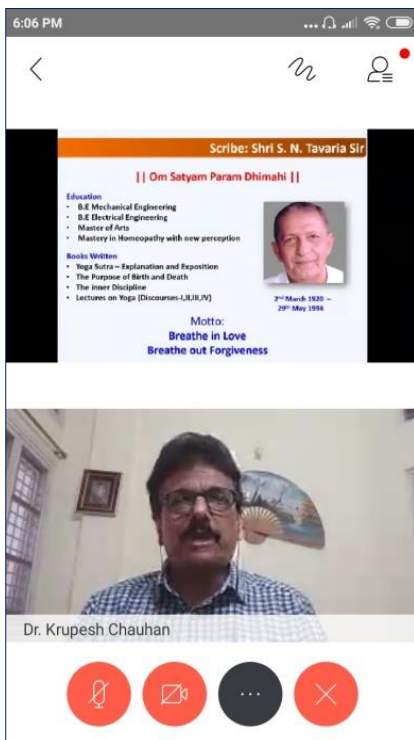 6:06 PM
Scribe: Shri S. N. Tavaria Sir
|| Om Satyam Param Dhimahi ||
Education
• B.E Mechanical Engineering
• B.E Electrical Engineering
• Master of Arts
• Mastery in Homeopathy with new perception
Books Written
• Yoga Sutra – Explanation and Exposition
• The Purpose of Birth and Death
• The inner Discipline
• Lectures on Yoga (Discourses-I,II,III,IV)
2nd March 1920 –
29th May 1994
Motto:
Breathe in Love
Breathe out Forgiveness
Dr. Krupesh Chauhan